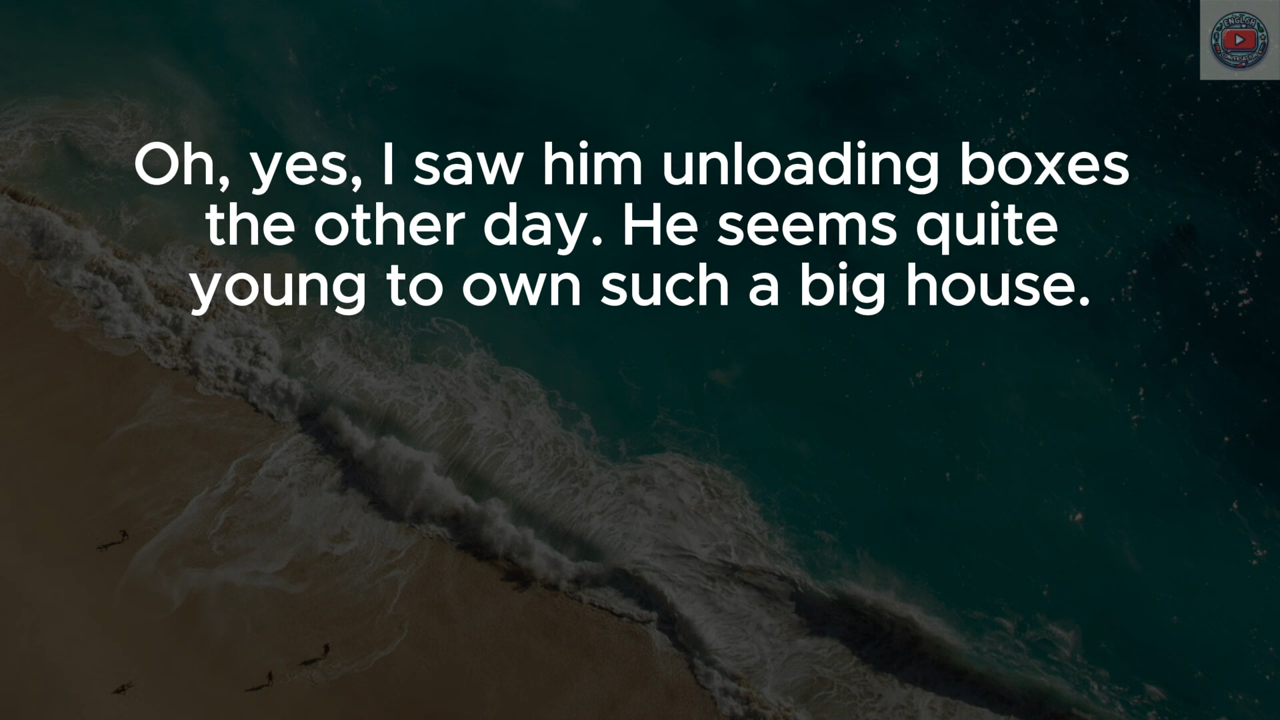 Oh, yes, I saw him unloading boxes
the other day. He seems quite
young to own such a big house.